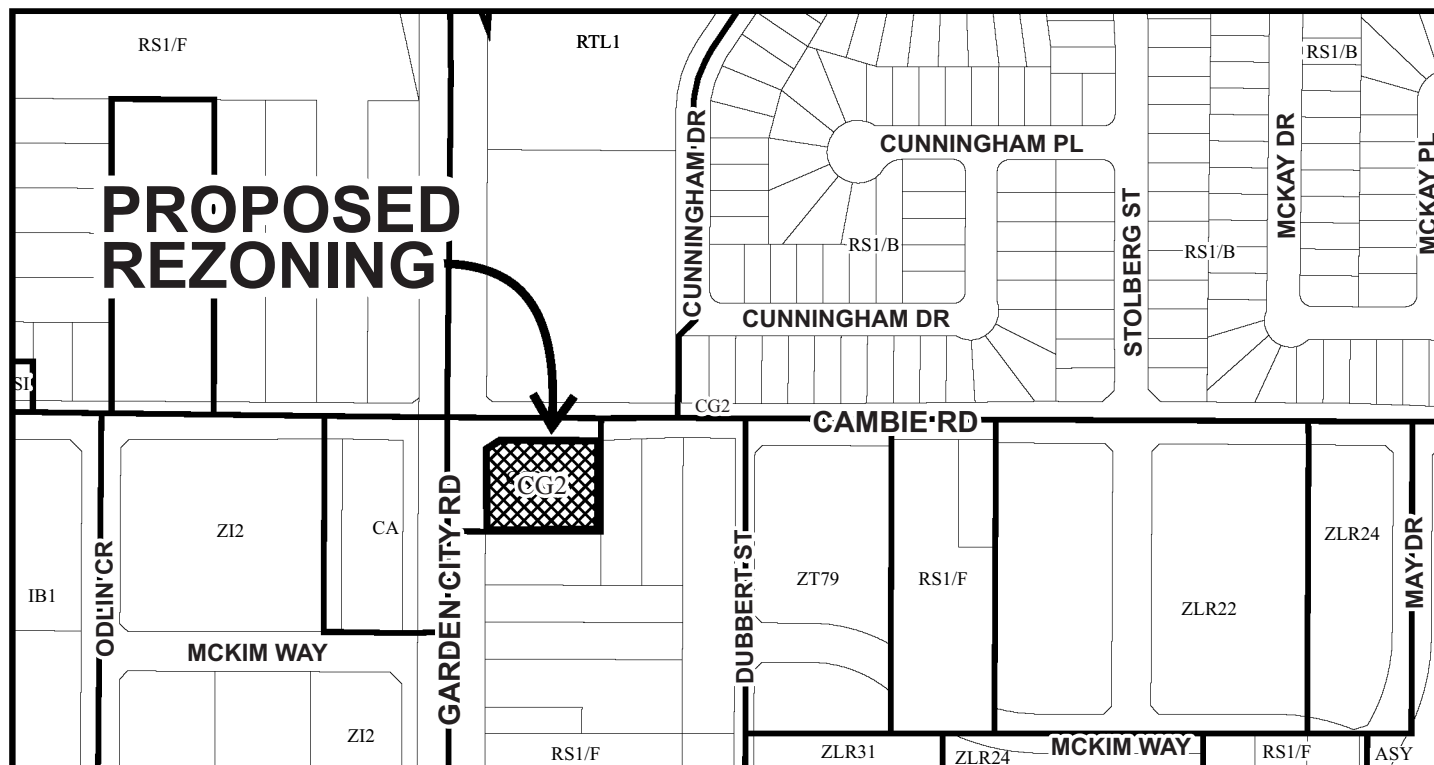 RS1/F
RTL1
RS1/B
CUNNINGHAM DR
CUNNINGHAM PL
MCKAY DR
MCKAY PL
PROPOSED
REZONING
STOLBERG ST
RS1/B
RS1/B
CUNNINGHAM DR
SI
CG2
CAMBIE RD
CG2
GARDEN CITY RD
ZI2
CA
ODLIN CR
IB1
DUBBERT ST
ZT79
RS1/F
ZLR22
ZLR24
MAY DR
MCKIM WAY
ZI2
RS1/F
ZLR31
ZLR24
MCKIM WAY
RS1/F
ASY